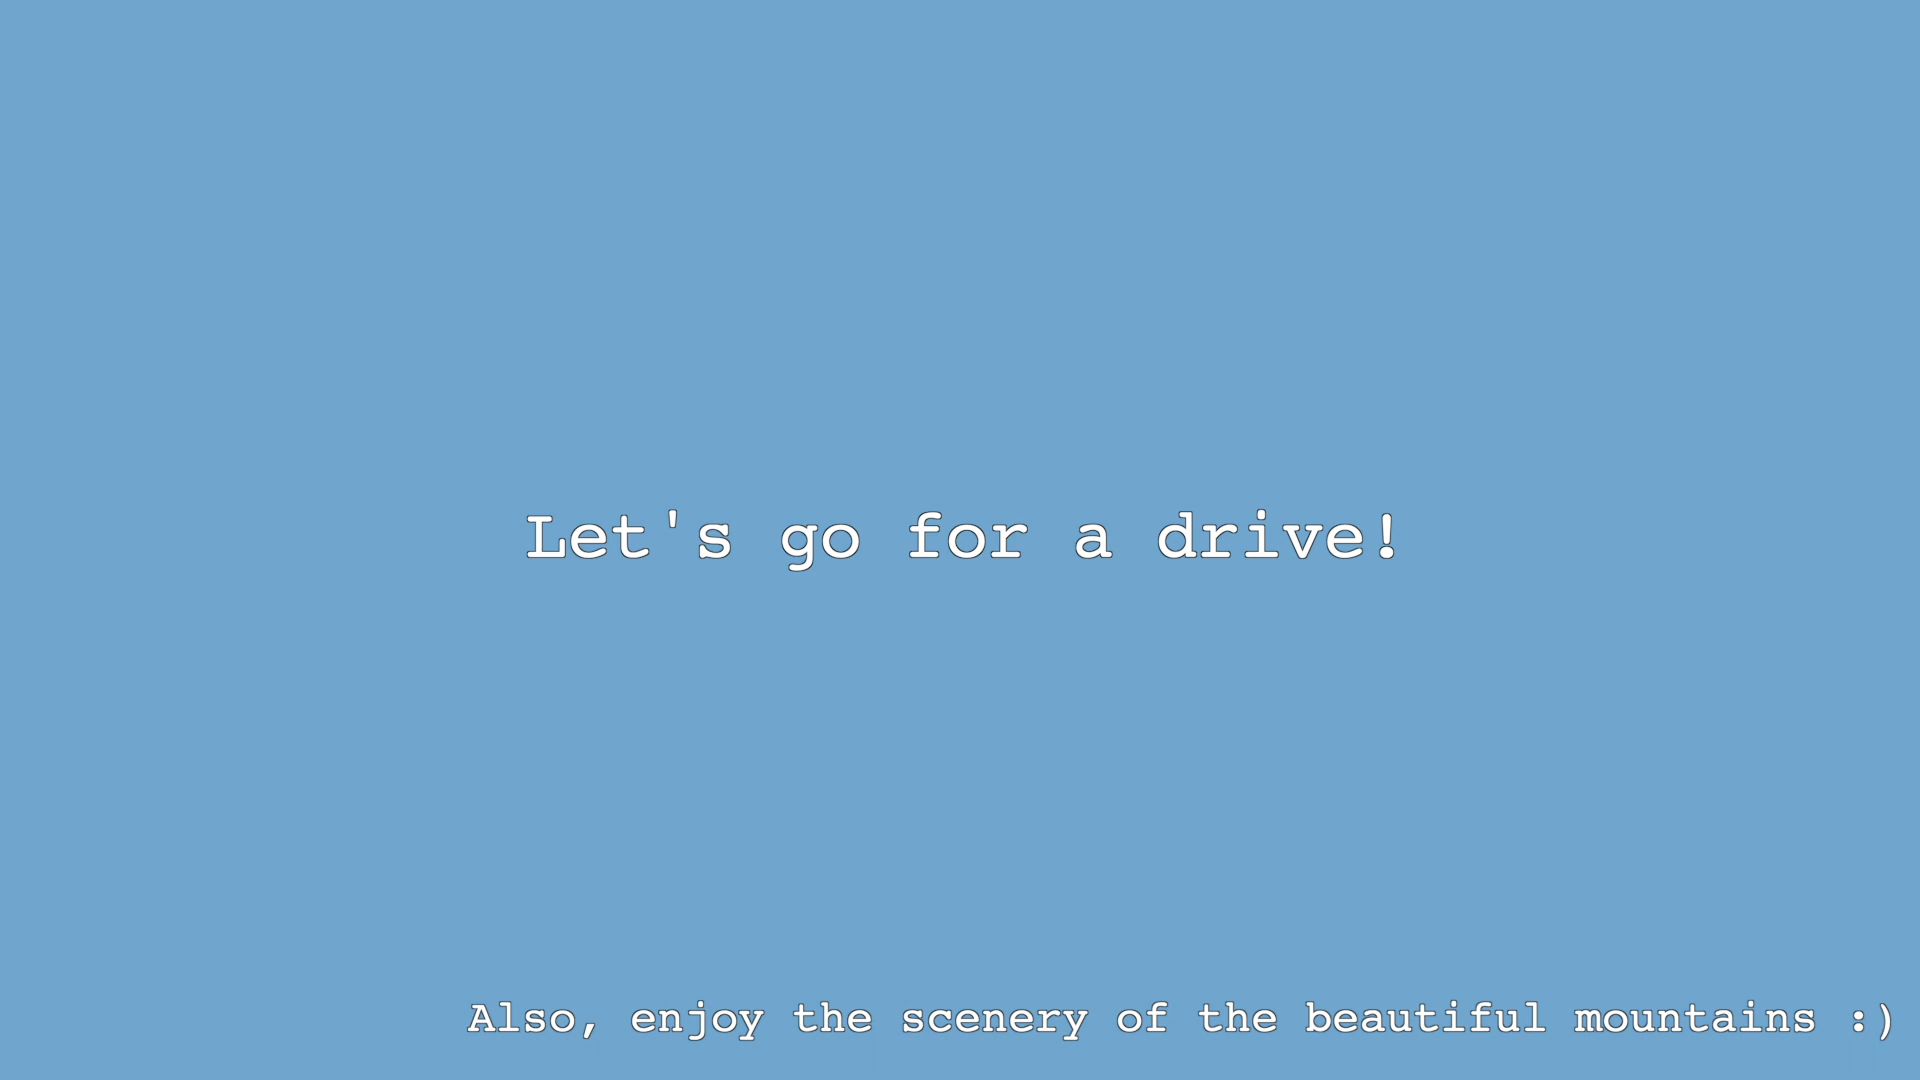 Let's go for a drive!
Also, enjoy the scenery of the beautiful mountains :)